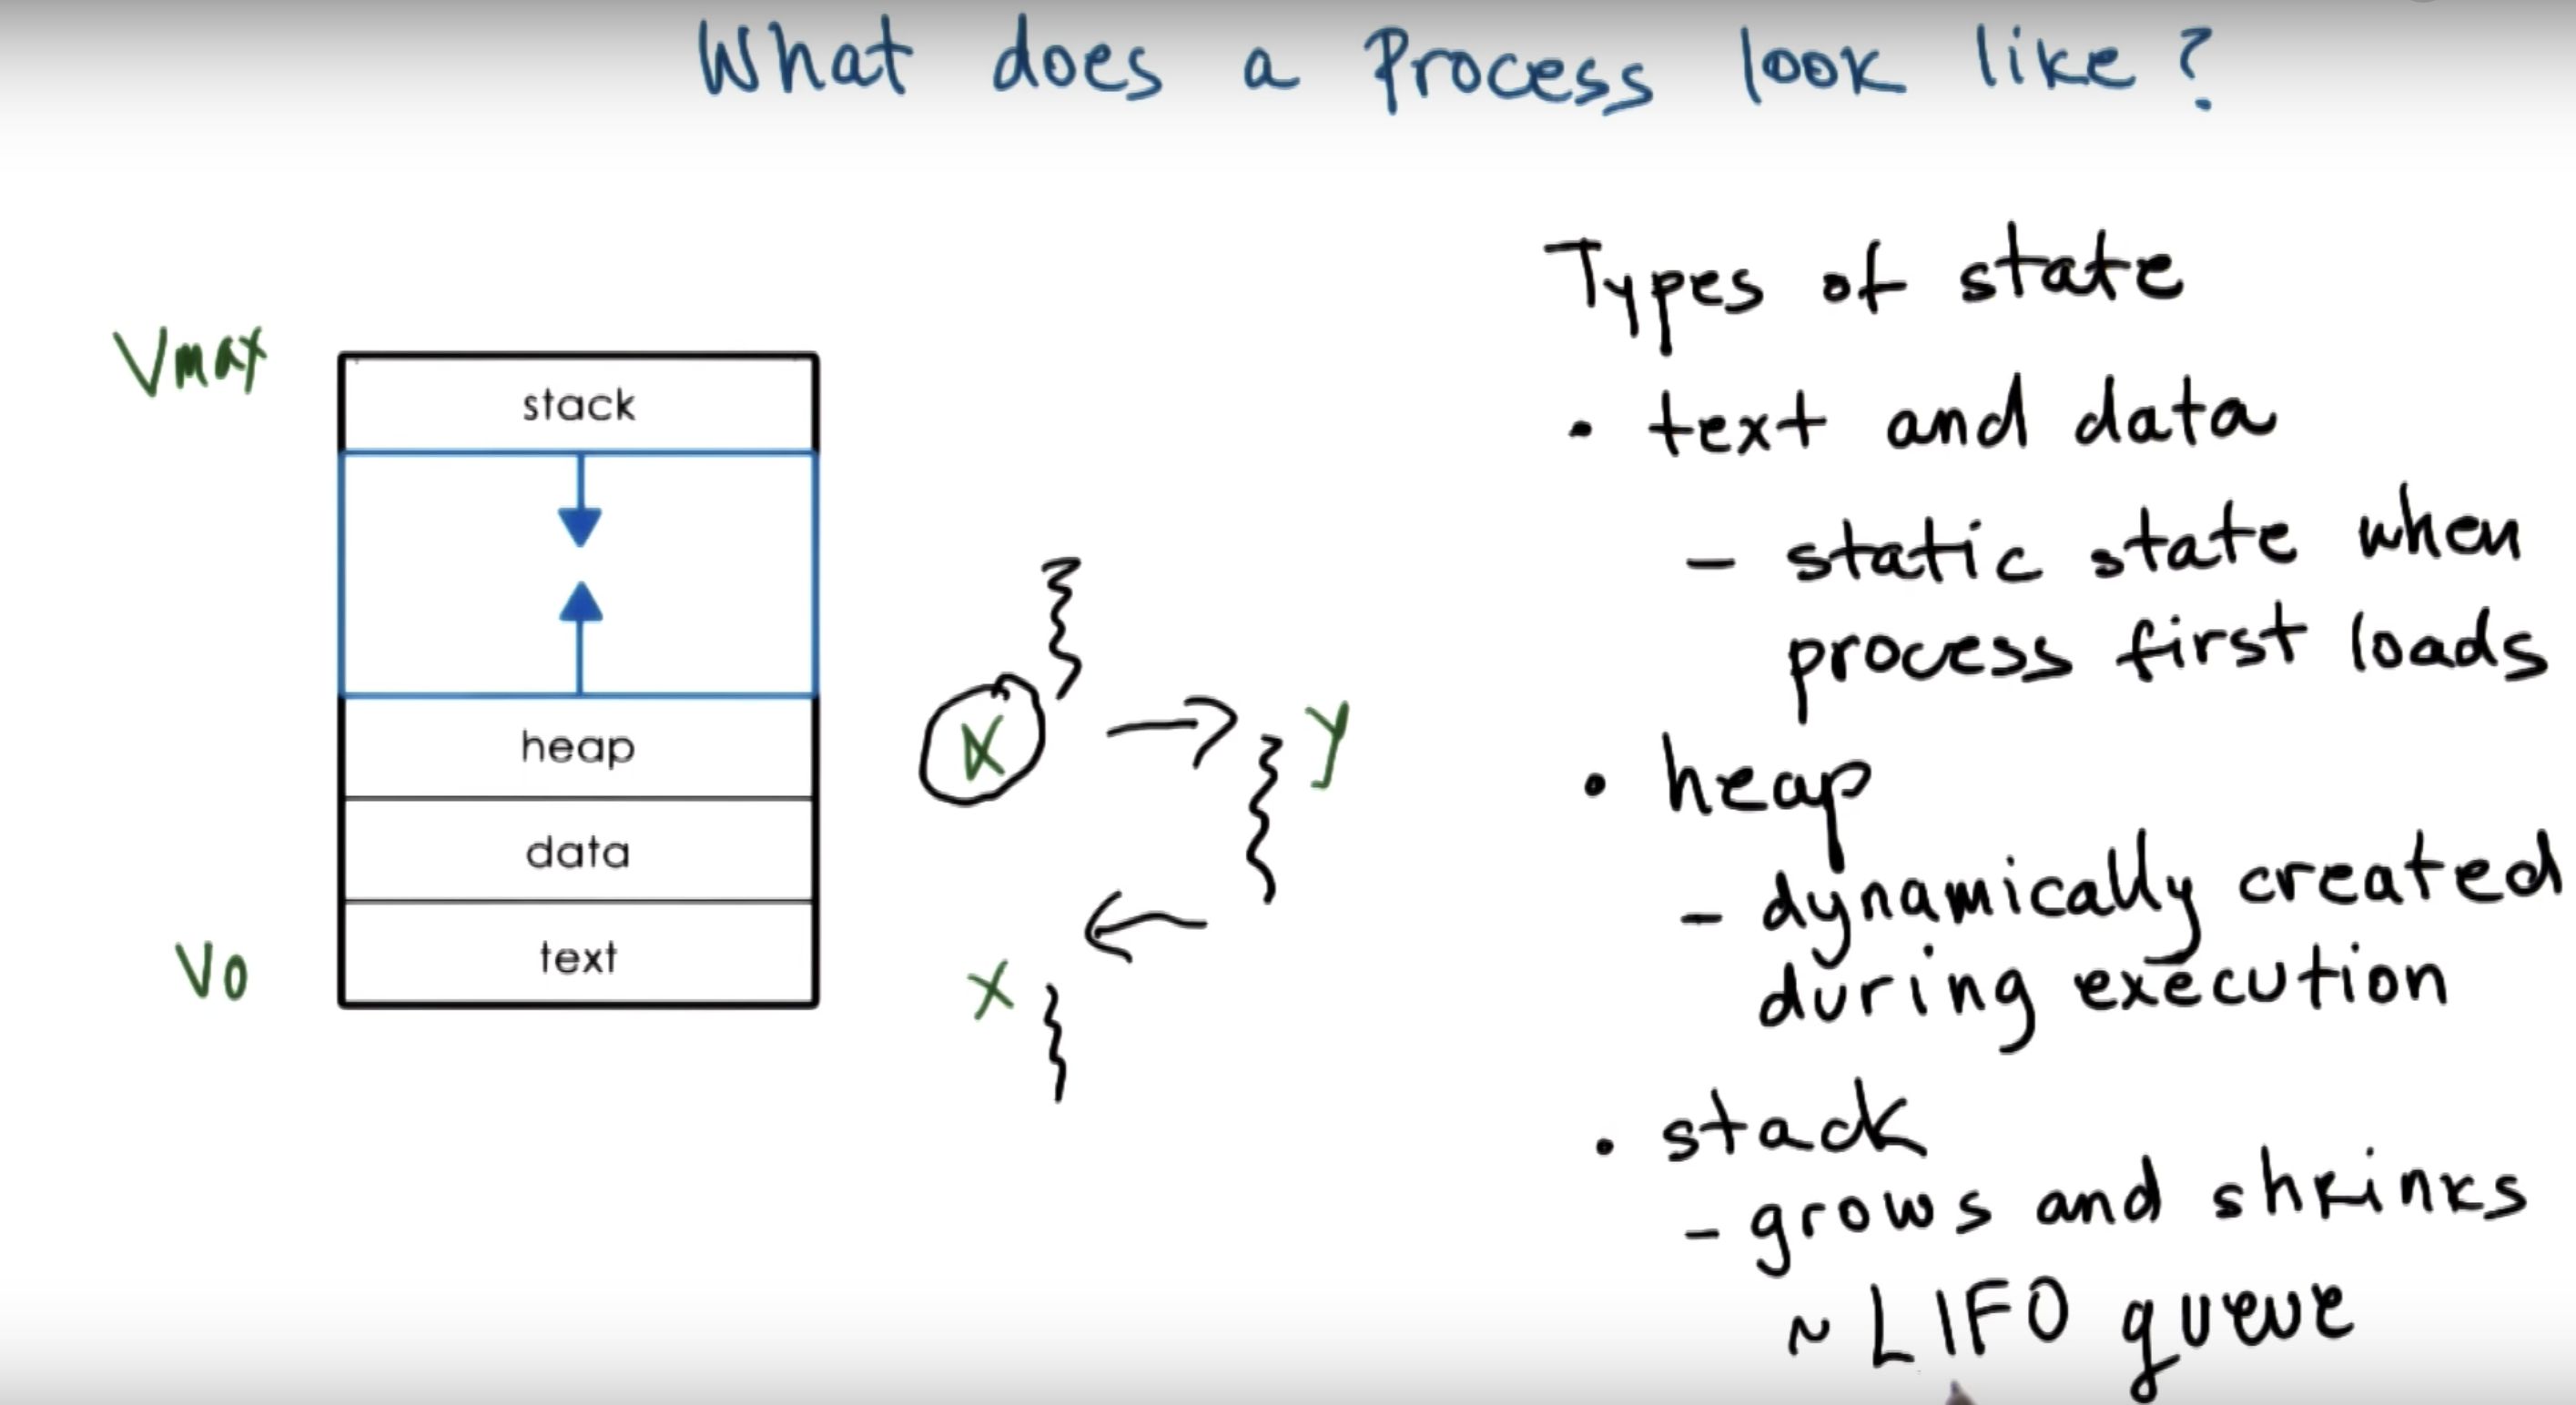 What does a Process look like?
Vmax
stack
heap
data
text
V0
X
y
X
Types of state
• text and data
- static state when
process first loads
• heap
- dynamically created
during execution
• stack
- grows and shrinks
~ LIFO queue